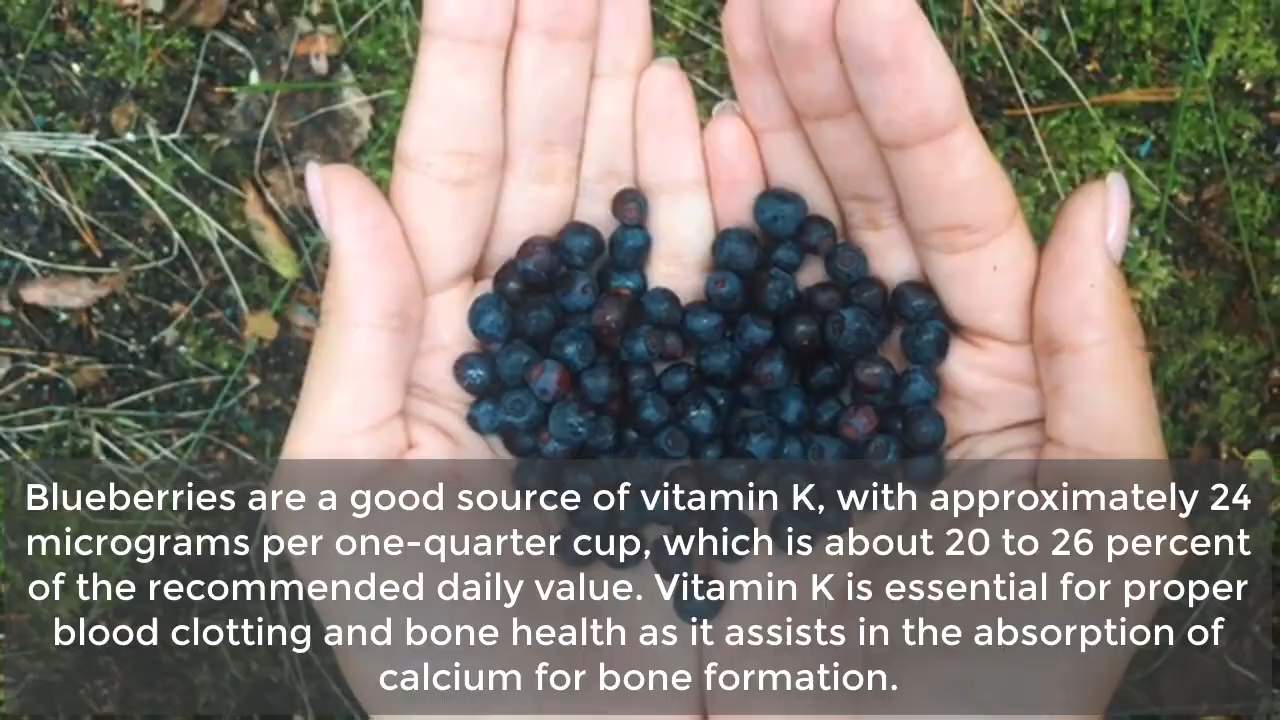 Blueberries are a good source of vitamin K, with approximately 24
micrograms per one-quarter cup, which is about 20 to 26 percent
of the recommended daily value. Vitamin K is essential for proper
blood clotting and bone health as it assists in the absorption of
calcium for bone formation.